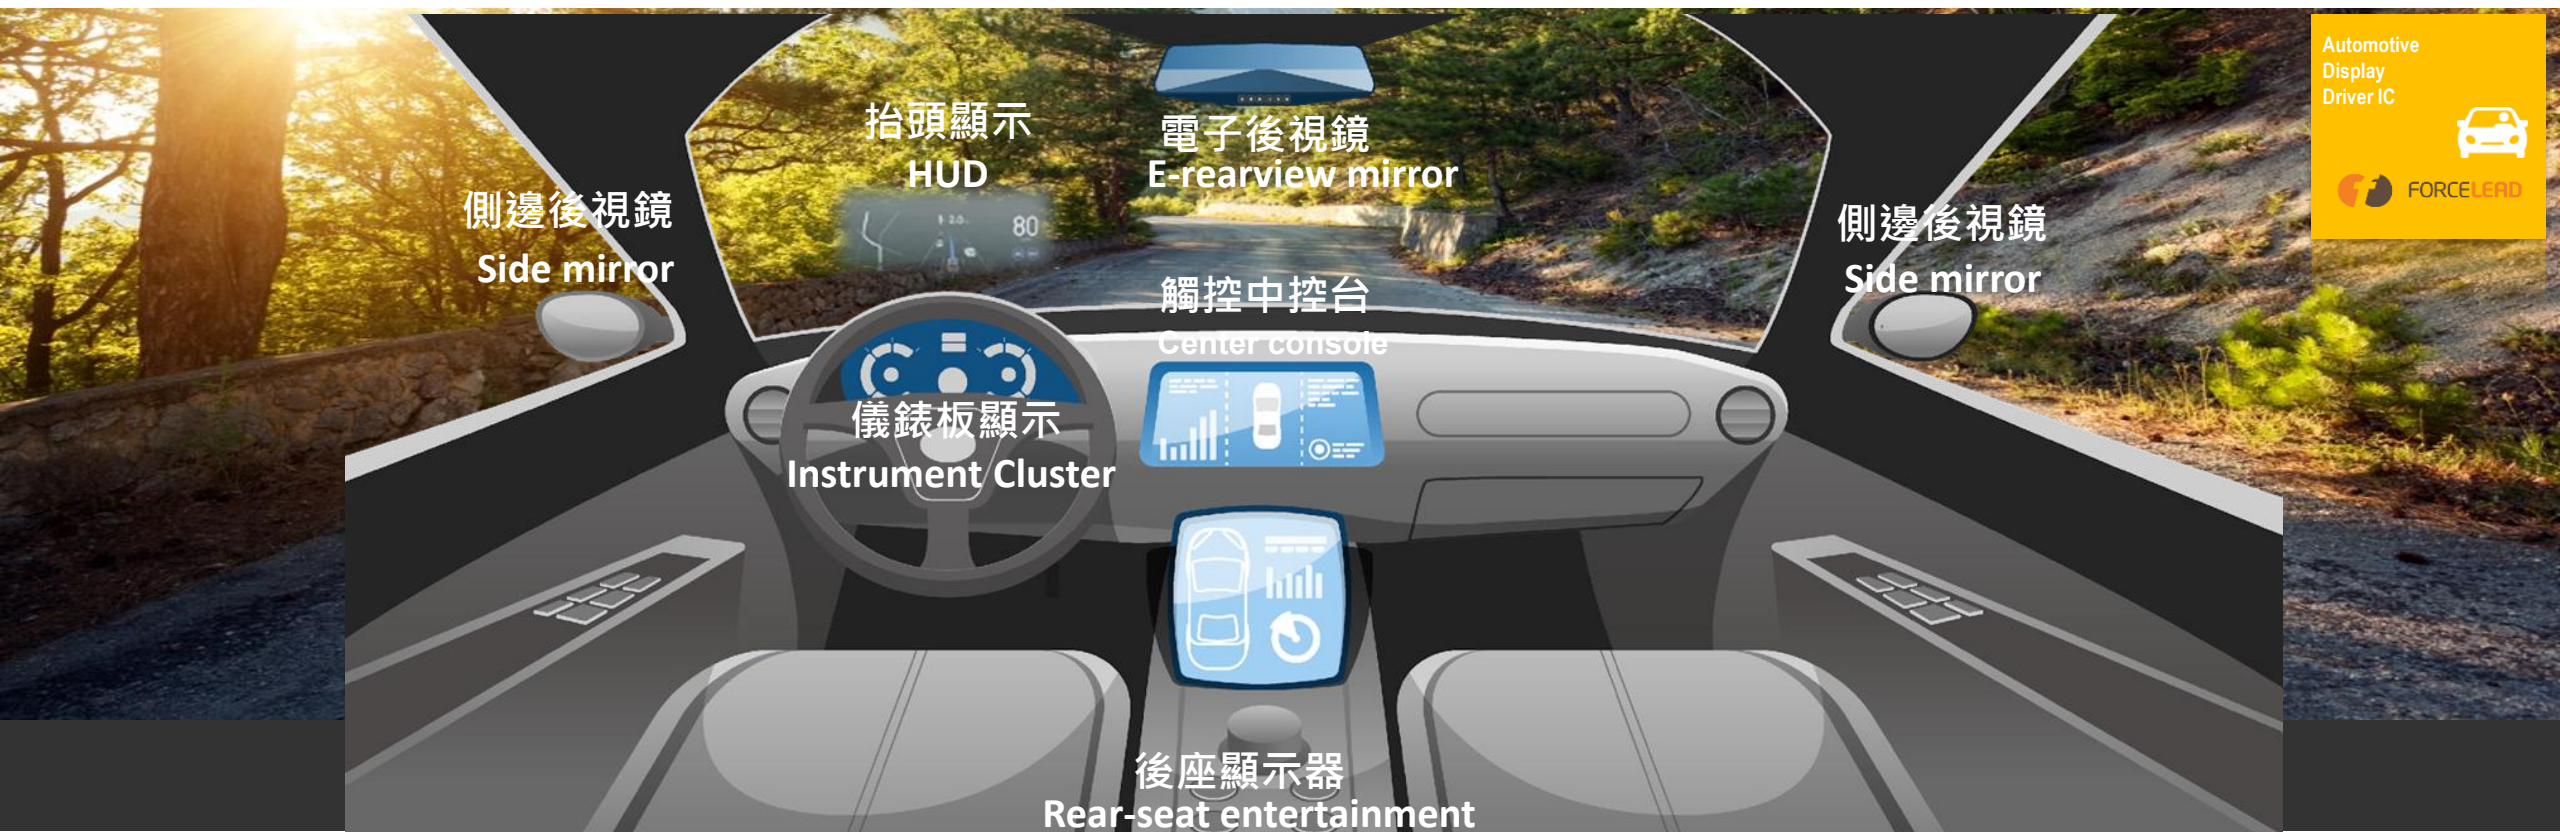 Automotive
Display
Driver IC
FORCELEAD
抬頭顯示
HUD
電子後視鏡
E-rearview mirror
側邊後視鏡
Side mirror
側邊後視鏡
Side mirror
80
觸控中控台
Center console
儀錶板顯示
Instrument Cluster
後座顯示器
Rear-seat entertainment